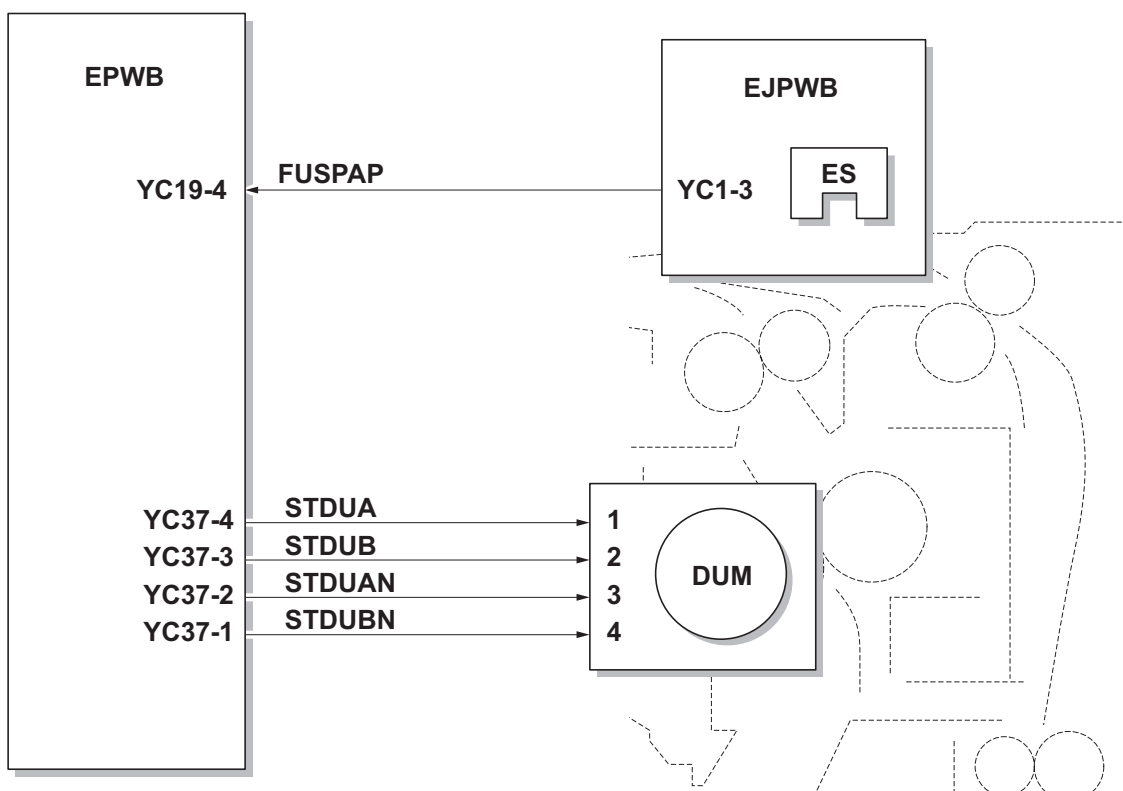 EPWB
EJPWB
ES
YC19-4
FUSPAP
YC1-3
YC37-4
STDUA
1
YC37-3
STDUB
2
YC37-2
STDUAN
3
YC37-1
STDUBN
4
DUM